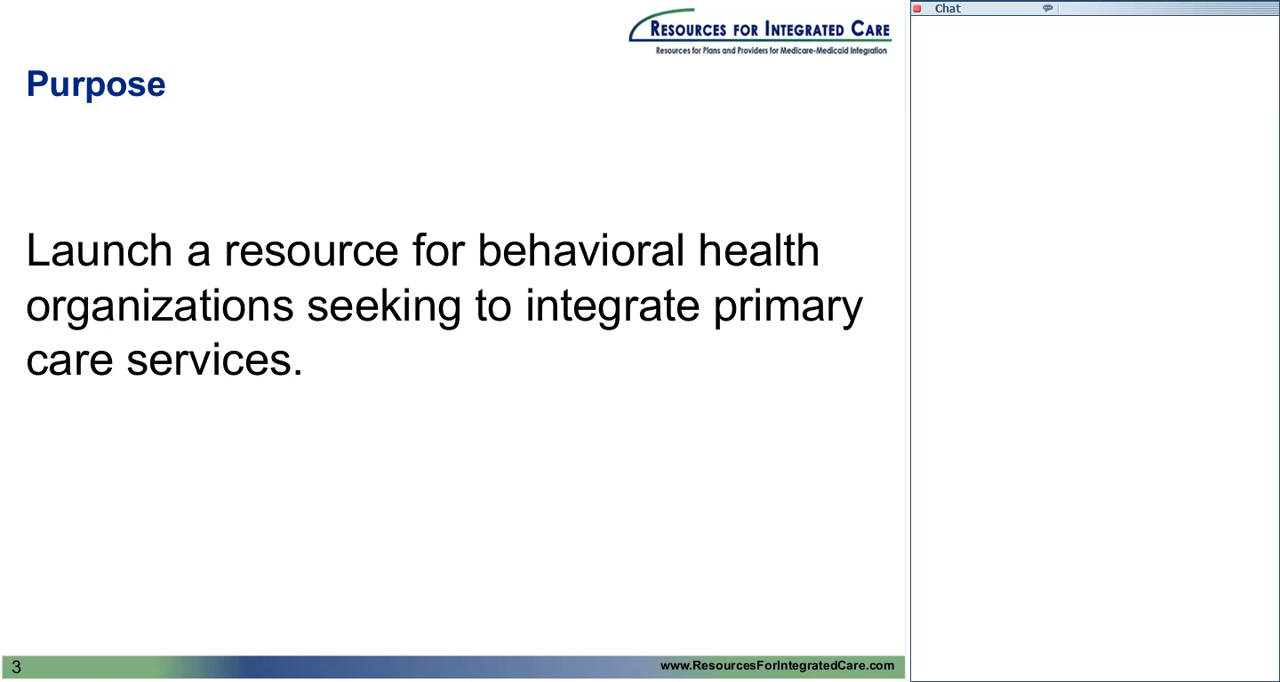 RESOURCES FOR INTEGRATED CARE
Resources for Plans and Providers for Medicare-Medicaid Integration
Chat
Purpose
Launch a resource for behavioral health
organizations seeking to integrate primary
care services.
3
www.ResourcesForIntegratedCare.com